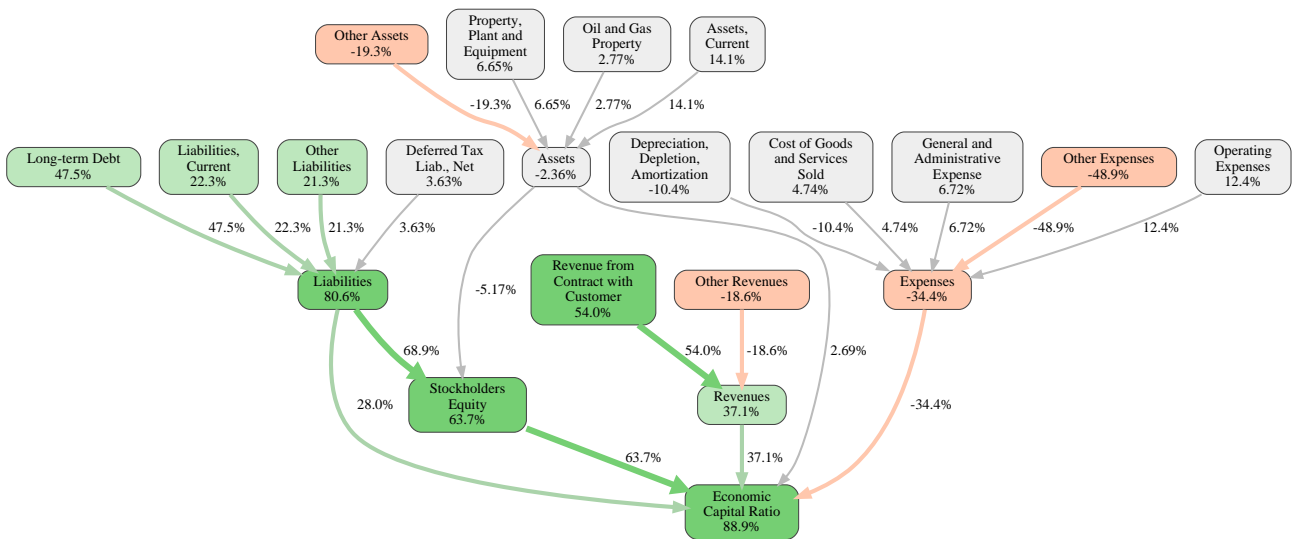 Other Assets
-19.3%
Property,
Plant and
Equipment
6.65%
Oil and Gas
Property
2.77%
Assets,
Current
14.1%
-19.3%
6.65%
2.77%
14.1%
Long-term Debt
47.5%
Liabilities,
Current
22.3%
Other
Liabilities
21.3%
Deferred Tax
Liab., Net
3.63%
Assets
-2.36%
Depreciation,
Depletion,
Amortization
-10.4%
Cost of Goods
and Services
Sold
4.74%
General and
Administrative
Expense
6.72%
Other Expenses
-48.9%
Operating
Expenses
12.4%
47.5%
22.3%
21.3%
3.63%
-10.4%
4.74%
6.72%
-48.9%
12.4%
Liabilities
80.6%
-5.17%
Revenue from
Contract with
Customer
54.0%
Other Revenues
-18.6%
Expenses
-34.4%
68.9%
54.0%
-18.6%
2.69%
28.0%
Stockholders
Equity
63.7%
Revenues
37.1%
-34.4%
63.7%
37.1%
Economic
Capital Ratio
88.9%